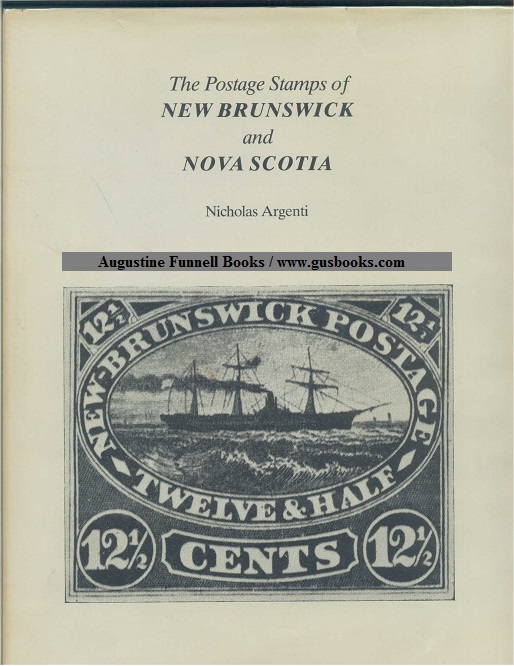 The Postage Stamps of
NEW BRUNSWICK
and
NOVA SCOTIA
Nicholas Argenti
Augustine Funnell Books / www.gusbooks.com
12½ 12½
NEW-BRUNSWICK POSTAGE
TWELVE & HALF
12½ CENTS 12½